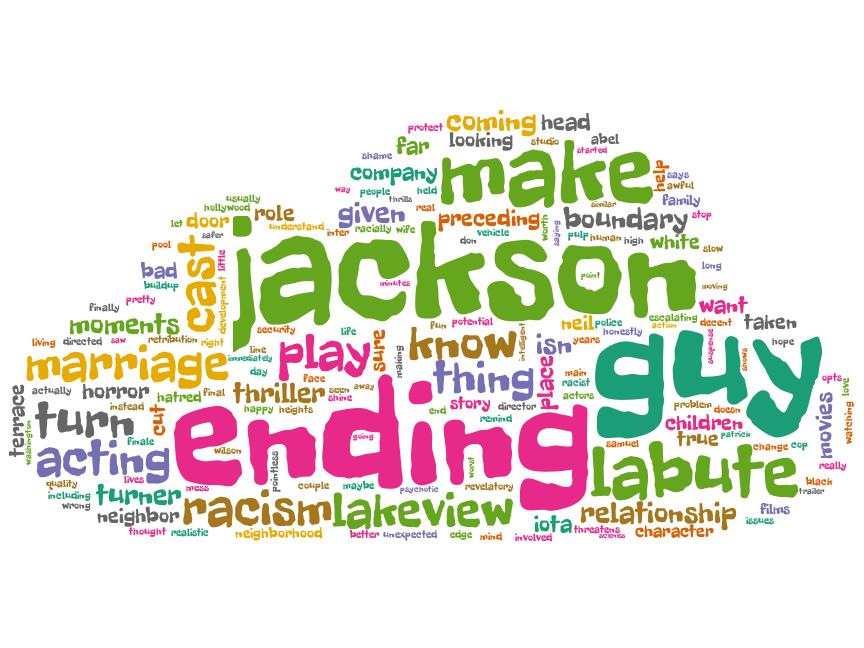 protect coming head
shame far looking studio abel
started
company make help says
awful
way people held thrills similar family
usually
hollywood
let door role given real preceding worth boundary stop
safer understand inter racially wife vehicle saying pulp human high white slow
pool cast little jackson don point long
bad
buildup development minutes moving
pretty
finally want
moments security life fun potential neil police escalating decent taken
action
living directed saw retribution right line play sure making know intelligent isn years honestly suspense shows hope
marriage immediately day thing place main guy opts
racist
terrace actually horror hatred final thriller face seen away actors love
shine
instead happy heights end story director problem doesn movies watching
turn cut remind children
washington finale wilson going samuel true patrick change cop
acting ending worst labute really
lives pointless
quality mess couple maybe psychotic revelatory black
including turner trailer
wrong neighbor racism lakeview iota relationship films
issues
thought realistic neighborhood better unexpected edge mind involved threatens character